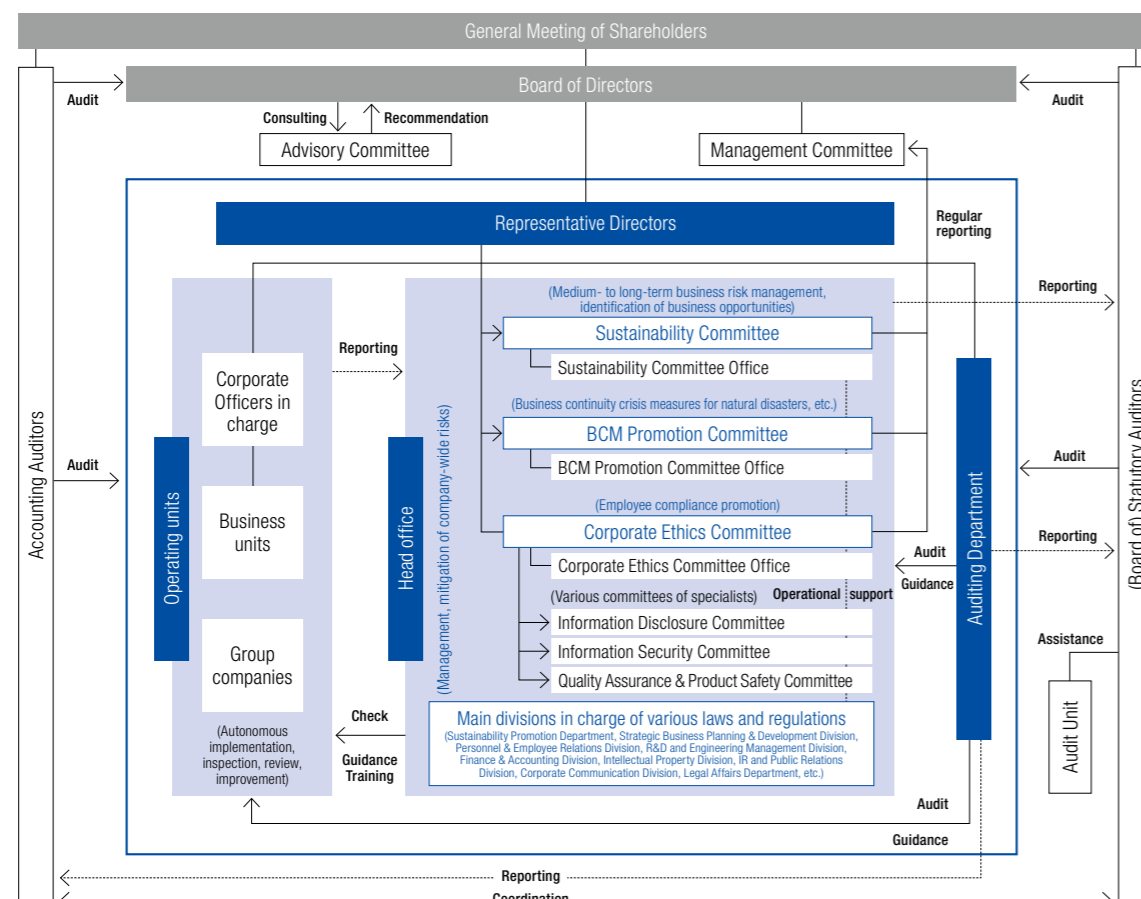 General Meeting of Shareholders
Board of Directors
Audit
Audit
Consulting
Recommendation
Advisory Committee
Management Committee
Representative Directors
Regular
reporting
(Medium- to long-term business risk management,
identification of business opportunities)
Reporting
Sustainability Committee
Reporting
Sustainability Committee Office
Corporate
Officers in
charge
(Business continuity crisis measures for natural disasters, etc.)
BCM Promotion Committee
BCM Promotion Committee Office
Accounting Auditors
Audit
Operating units
Business
units
Head office
(Management, mitigation of company-wide risks)
(Employee compliance promotion)
Corporate Ethics Committee
Corporate Ethics Committee Office
Audit
Guidance
Auditing Department
Audit
Reporting
(Board of) Statutory Auditors
(Various committees of specialists)
Operational support
Information Disclosure Committee
Information Security Committee
Quality Assurance & Product Safety Committee
Group
companies
Assistance
Audit Unit
Check
Guidance
Training
(Autonomous
implementation,
inspection, review,
improvement)
Main divisions in charge of various laws and regulations
(Sustainability Promotion Department, Strategic Business Planning & Development Division,
Personnel & Employee Relations Division, R&D and Engineering Management Division,
Finance & Accounting Division, Intellectual Property Division, IR and Public Relations
Division, Corporate Communication Division, Legal Affairs Department, etc.)
Audit
Guidance
Reporting
Coordination